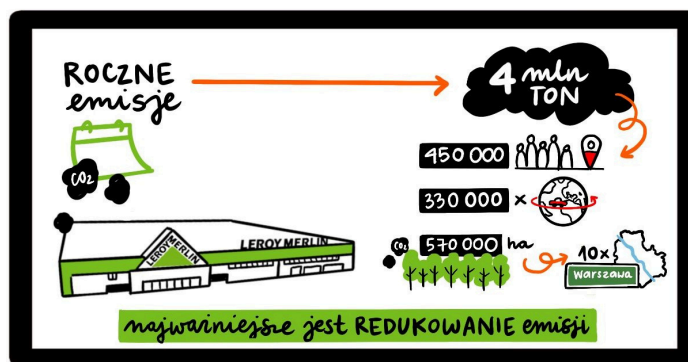 ROCZNE
emisje
4 mln
TON
CO2
450 000
330 000 ×
CO2 570 000 ha
10×
Warszawa
LEROY MERLIN
LEROY MERLIN
najważniejsze jest REDUKOWANIE emisji